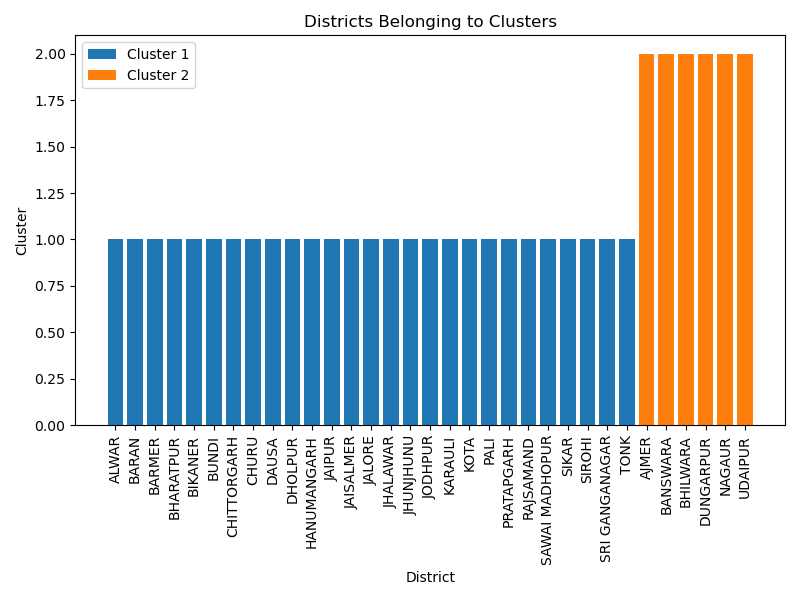 Districts Belonging to Clusters
Cluster 1
Cluster 2
2.00
1.75
1.50
1.25
1.00
0.75
0.50
0.25
0.00
Cluster
ALWAR
BARAN
BARMER
BHARATPUR
BIKANER
BUNDI
CHITTORGARH
CHURU
DAUSA
DHOLPUR
HANUMANGARH
JAIPUR
JAISALMER
JALORE
JHALAWAR
JHUNJHUNU
JODHPUR
KARAULI
KOTA
PALI
PRATAPGARH
RAJSAMAND
SAWAI MADHOPUR
SIKAR
SIROHI
SRI GANGANAGAR
TONK
AJMER
BANSWARA
BHILWARA
DUNGARPUR
NAGAUR
UDAIPUR
District